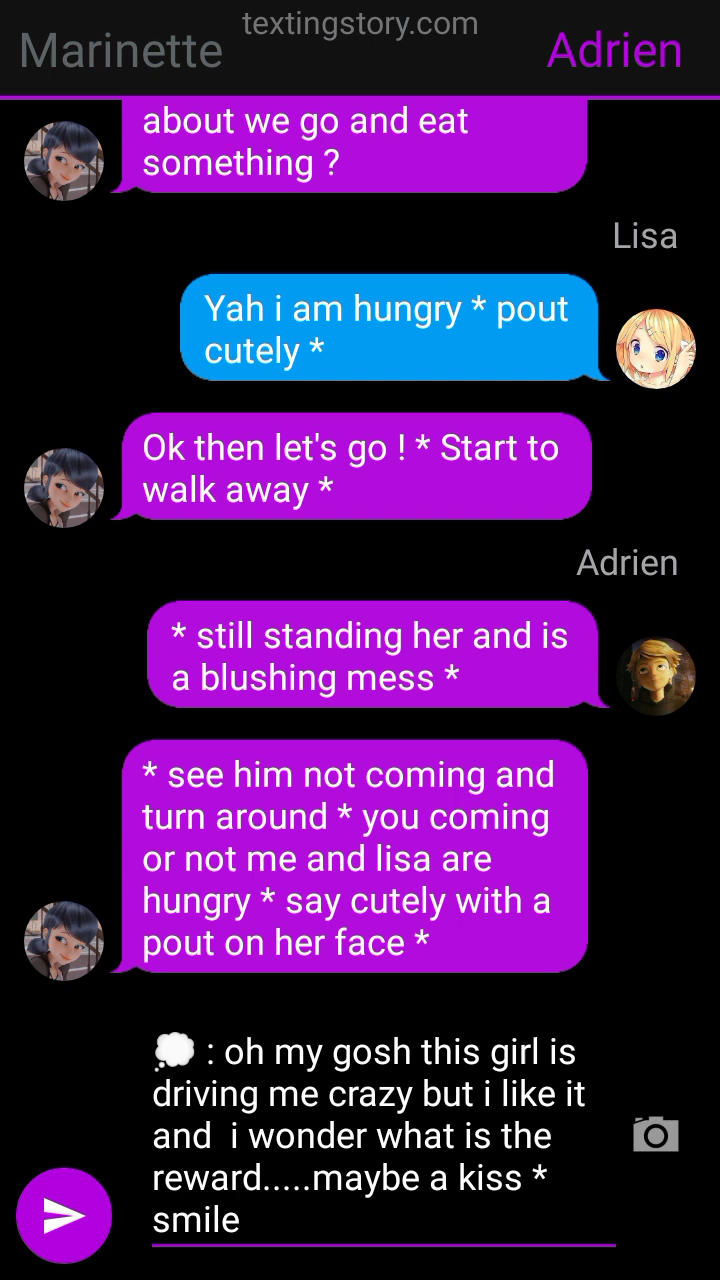 textingstory.com
Marinette
Adrien
about we go and eat
something ?
Lisa
Yah i am hungry * pout
cutely *
Ok then let's go ! * Start to
walk away *
Adrien
* still standing her and is
a blushing mess *
* see him not coming and
turn around * you coming
or not me and lisa are
hungry * say cutely with a
pout on her face *
💭 : oh my gosh this girl is
driving me crazy but i like it
and  i wonder what is the
reward.....maybe a kiss *
smile